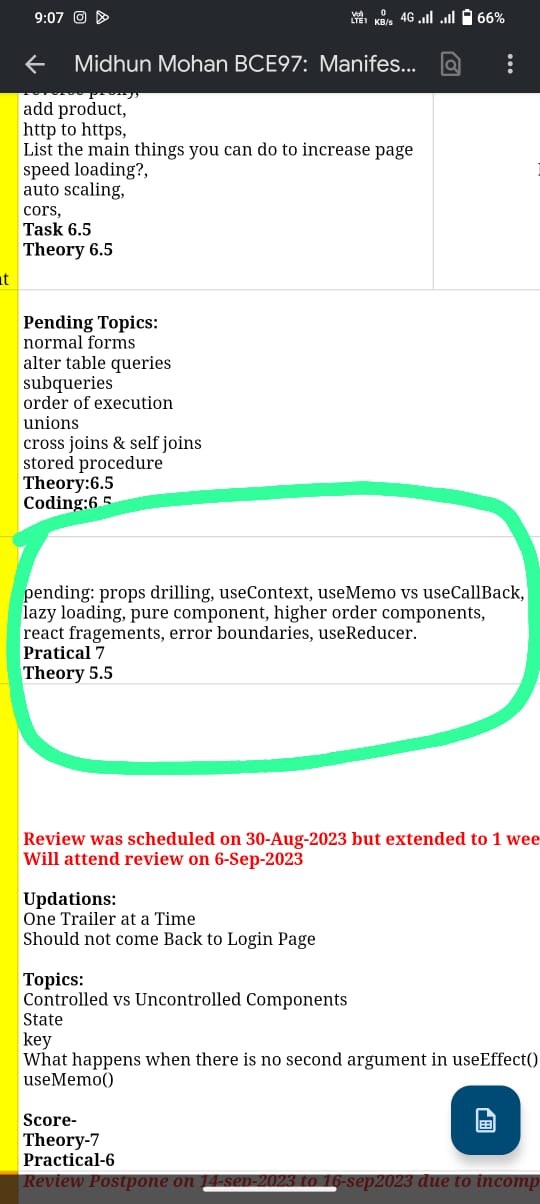 9:07
Vo) LTE1 0 KB/s 4G 66%
Midhun Mohan BCE97: Manifes...
reverse proxy,
add product,
http to https,
List the main things you can do to increase page
speed loading?,
auto scaling,
cors,
Task 6.5
Theory 6.5
Pending Topics:
normal forms
alter table queries
subqueries
order of execution
unions
cross joins & self joins
stored procedure
Theory:6.5
Coding:6.5
pending: props drilling, useContext, useMemo vs useCallBack,
lazy loading, pure component, higher order components,
react fragements, error boundaries, useReducer.
Pratical 7
Theory 5.5
Review was scheduled on 30-Aug-2023 but extended to 1 wee
Will attend review on 6-Sep-2023
Updations:
One Trailer at a Time
Should not come Back to Login Page
Topics:
Controlled vs Uncontrolled Components
State
key
What happens when there is no second argument in useEffect()
useMemo()
Score-
Theory-7
Practical-6
Review Postpone on 14-sep-2023 to 16-sep2023 due to incomp